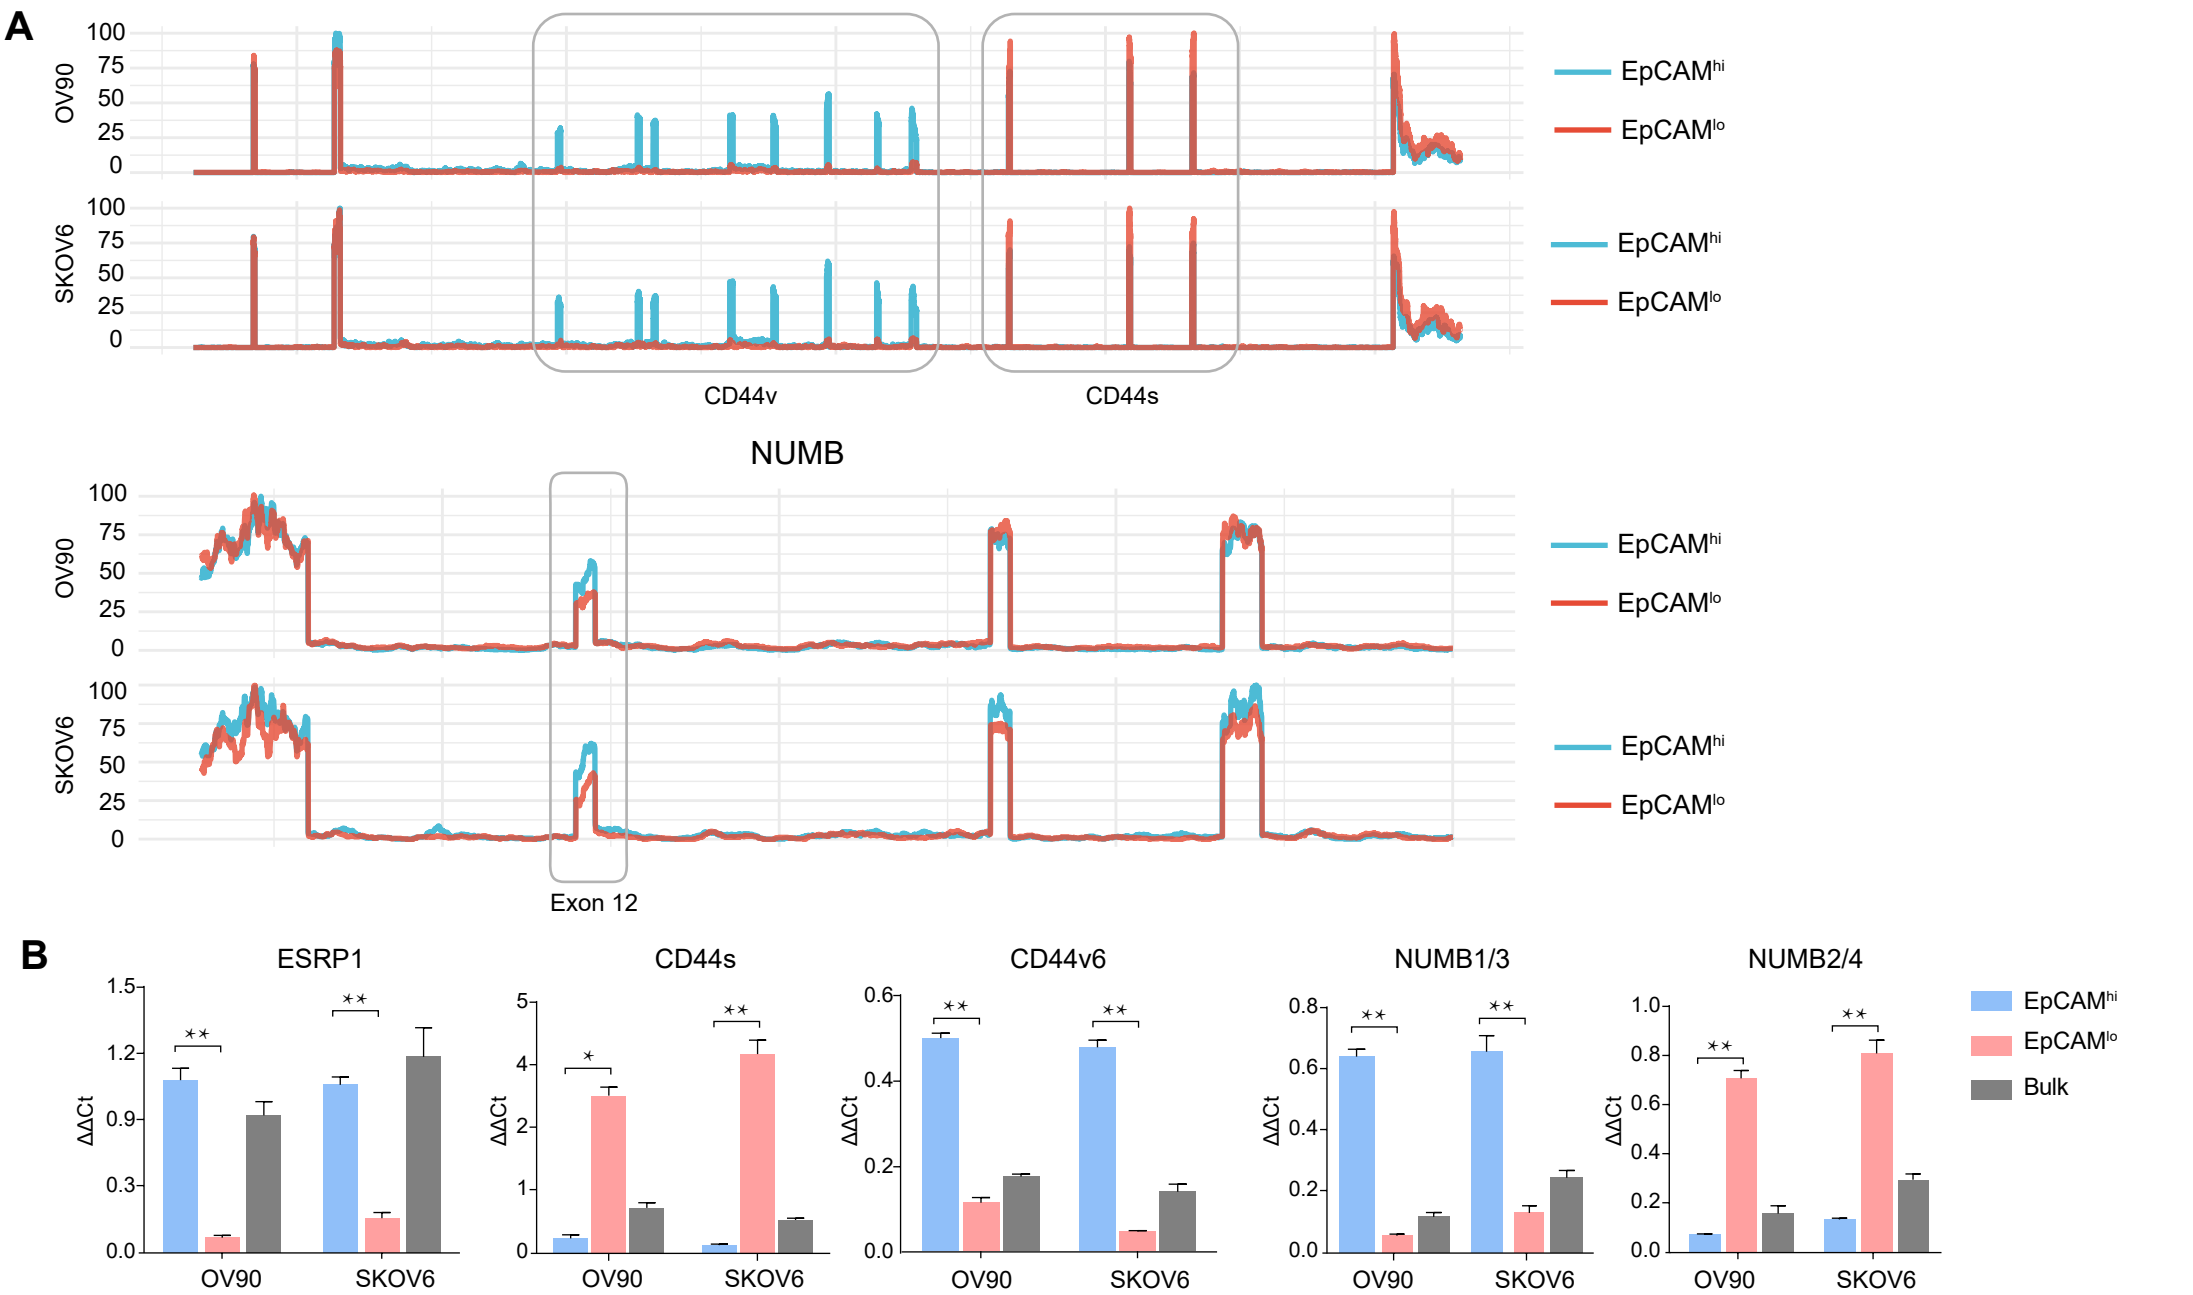 A
OV90
100
75
50
25
0
EpCAMhi
EpCAMlo
SKOV6
100
75
50
25
0
EpCAMhi
EpCAMlo
CD44v
CD44s
NUMB
OV90
100
75
50
25
0
EpCAMhi
EpCAMlo
SKOV6
100
75
50
25
0
EpCAMhi
EpCAMlo
Exon 12
B
ESRP1
ΔΔCt
1.5
1.2
0.9
0.3
0.0
**
**
OV90
SKOV6
CD44s
ΔΔCt
5
4
2
1
0
*
**
OV90
SKOV6
CD44v6
ΔΔCt
0.6
0.4
0.2
0.0
**
**
OV90
SKOV6
NUMB1/3
ΔΔCt
0.8
0.6
0.4
0.2
0.0
**
**
OV90
SKOV6
NUMB2/4
ΔΔCt
1.0
0.8
0.6
0.4
0.2
0.0
**
**
OV90
SKOV6
EpCAMhi
EpCAMlo
Bulk